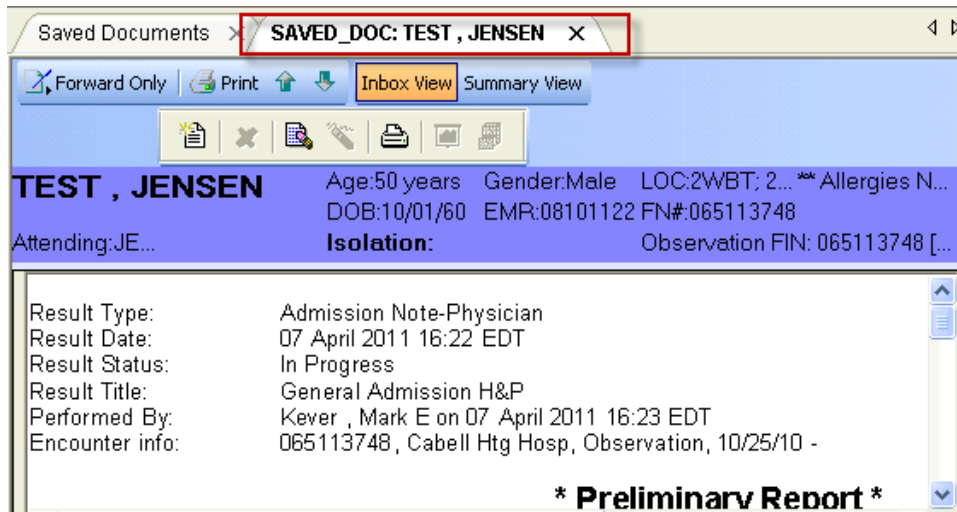 Saved Documents x SAVED_DOC: TEST , JENSEN x
Forward Only Print Inbox View Summary View
TEST , JENSEN Age:50 years Gender:Male LOC:2WBT; 2... ** Allergies N...
DOB:10/01/60 EMR:08101122 FN#:065113748
Attending:JE... Isolation: Observation FIN: 065113748 [...
Result Type: Admission Note-Physician
Result Date: 07 April 2011 16:22 EDT
Result Status: In Progress
Result Title: General Admission H&P
Performed By: Kever , Mark E on 07 April 2011 16:23 EDT
Encounter info: 065113748, Cabell Htg Hosp, Observation, 10/25/10 -
* Preliminary Report *